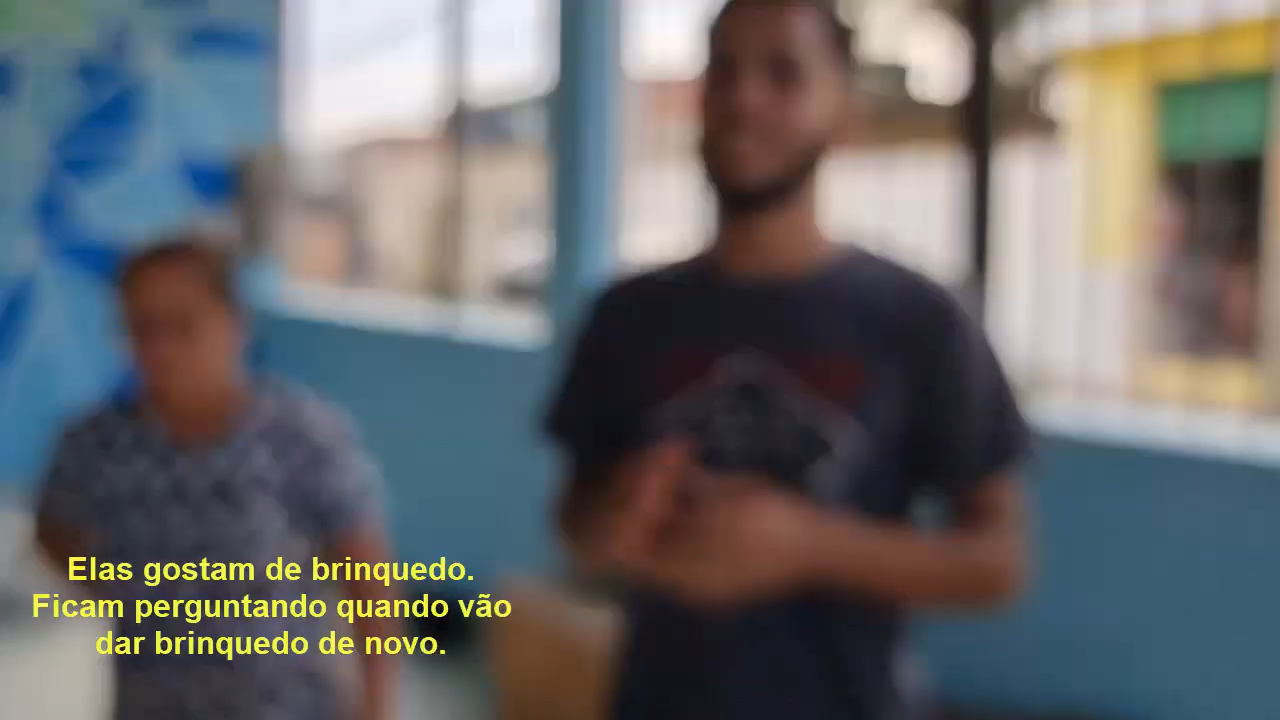 Elas gostam de brinquedo.
Ficam perguntando quando vão
dar brinquedo de novo.